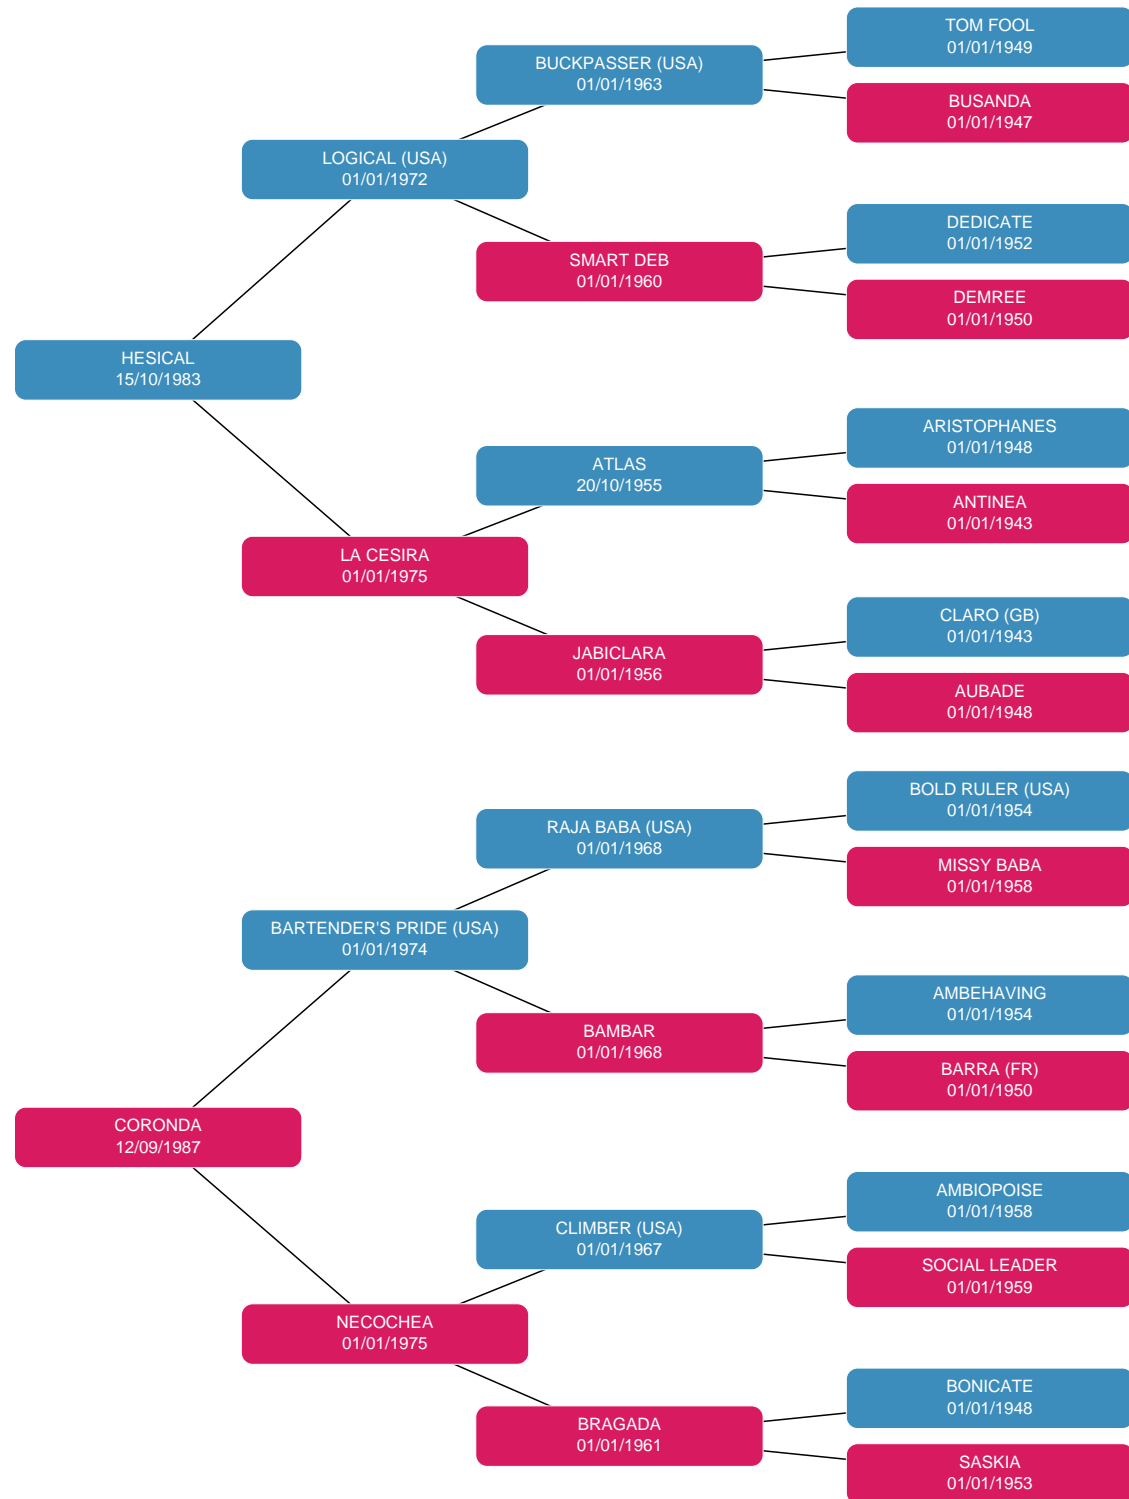 TOM FOOL
01/01/1949
BUCKPASSER (USA)
01/01/1963
BUSANDA
01/01/1947
LOGICAL (USA)
01/01/1972
DEDICATE
01/01/1952
SMART DEB
01/01/1960
DEMREE
01/01/1950
HESICAL
15/10/1983
ARISTOPHANES
01/01/1948
ATLAS
20/10/1955
ANTINEA
01/01/1943
LA CESIRA
01/01/1975
CLARO (GB)
01/01/1943
JABICLARA
01/01/1956
AUBADE
01/01/1948
BOLD RULER (USA)
01/01/1954
RAJA BABA (USA)
01/01/1968
MISSY BABA
01/01/1958
BARTENDER'S PRIDE (USA)
01/01/1974
AMBEHAVING
01/01/1954
BAMBAR
01/01/1968
BARRA (FR)
01/01/1950
CORONDA
12/09/1987
AMBIOPOISE
01/01/1958
CLIMBER (USA)
01/01/1967
SOCIAL LEADER
01/01/1959
NECOCHEA
01/01/1975
BONICATE
01/01/1948
BRAGADA
01/01/1961
SASKIA
01/01/1953